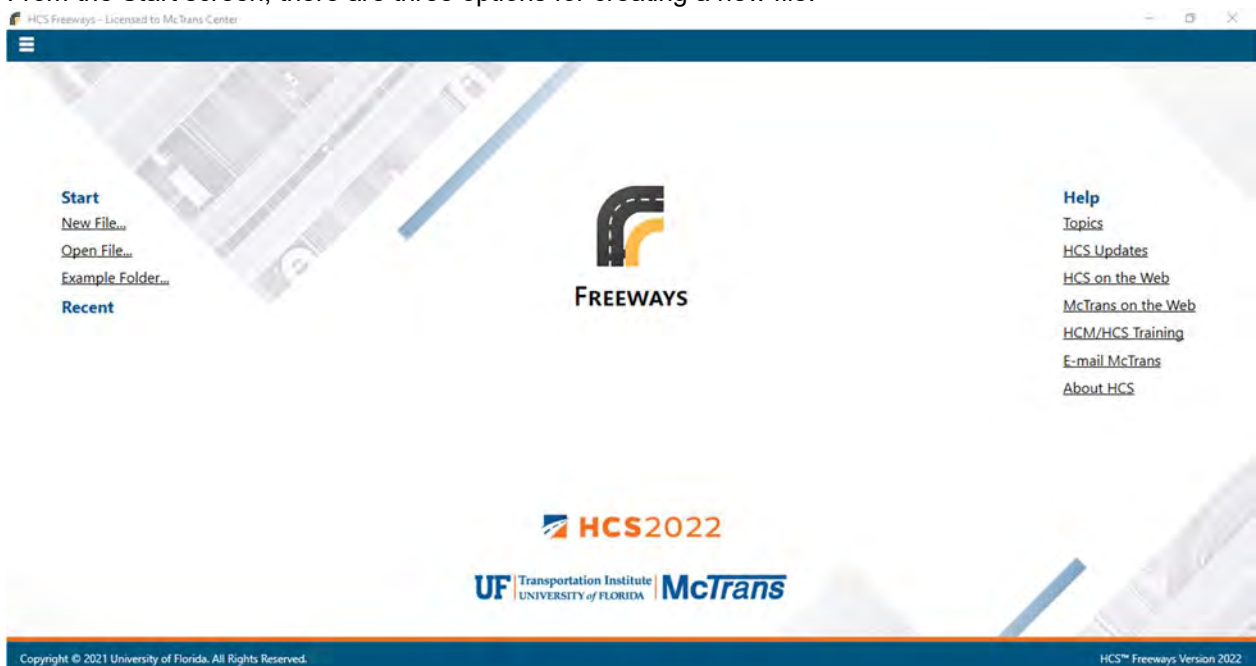 From the Start screen, there are three options for creating a new file.
HCS Freeways - Licensed to McTrans Center
Start
New File...
Open File...
Example Folder...
Recent
FREEWAYS
Help
Topics
HCS Updates
HCS on the Web
McTrans on the Web
HCM/HCS Training
E-mail McTrans
About HCS
HCS2022
UF Transportation Institute
UNIVERSITY of FLORIDA
McTrans
Copyright © 2021 University of Florida. All Rights Reserved.
HCS™ Freeways Version 2022